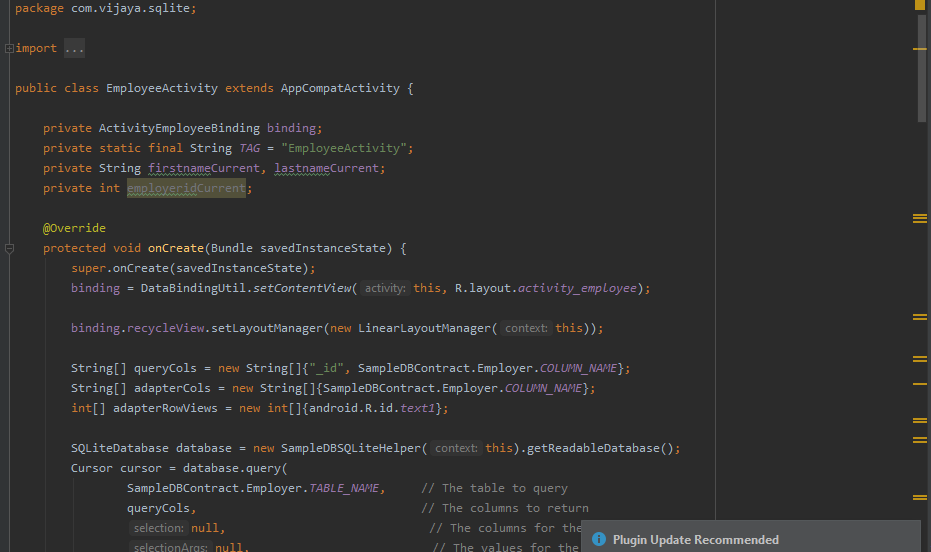 package com.vijaya.sqlite;
import ...
public class EmployeeActivity extends AppCompatActivity {
private ActivityEmployeeBinding binding;
private static final String TAG = "EmployeeActivity";
private String firstnameCurrent, lastnameCurrent;
private int employeridCurrent;
@Override
protected void onCreate(Bundle savedInstanceState) {
super.onCreate(savedInstanceState);
binding = DataBindingUtil.setContentView( activity: this, R.layout.activity_employee);
binding.recycleView.setLayoutManager(new LinearLayoutManager( context: this));
String[] queryCols = new String[]{"_id", SampleDBContract.Employer.COLUMN_NAME};
String[] adapterCols = new String[]{SampleDBContract.Employer.COLUMN_NAME};
int[] adapterRowViews = new int[]{android.R.id.text1};
SQLiteDatabase database = new SampleDBSQLiteHelper( context: this).getReadableDatabase();
Cursor cursor = database.query(
SampleDBContract.Employer.TABLE_NAME, // The table to query
queryCols, // The columns to return
selection: null, // The columns for the
selectionArgs: null, // The values for the
Plugin Update Recommended